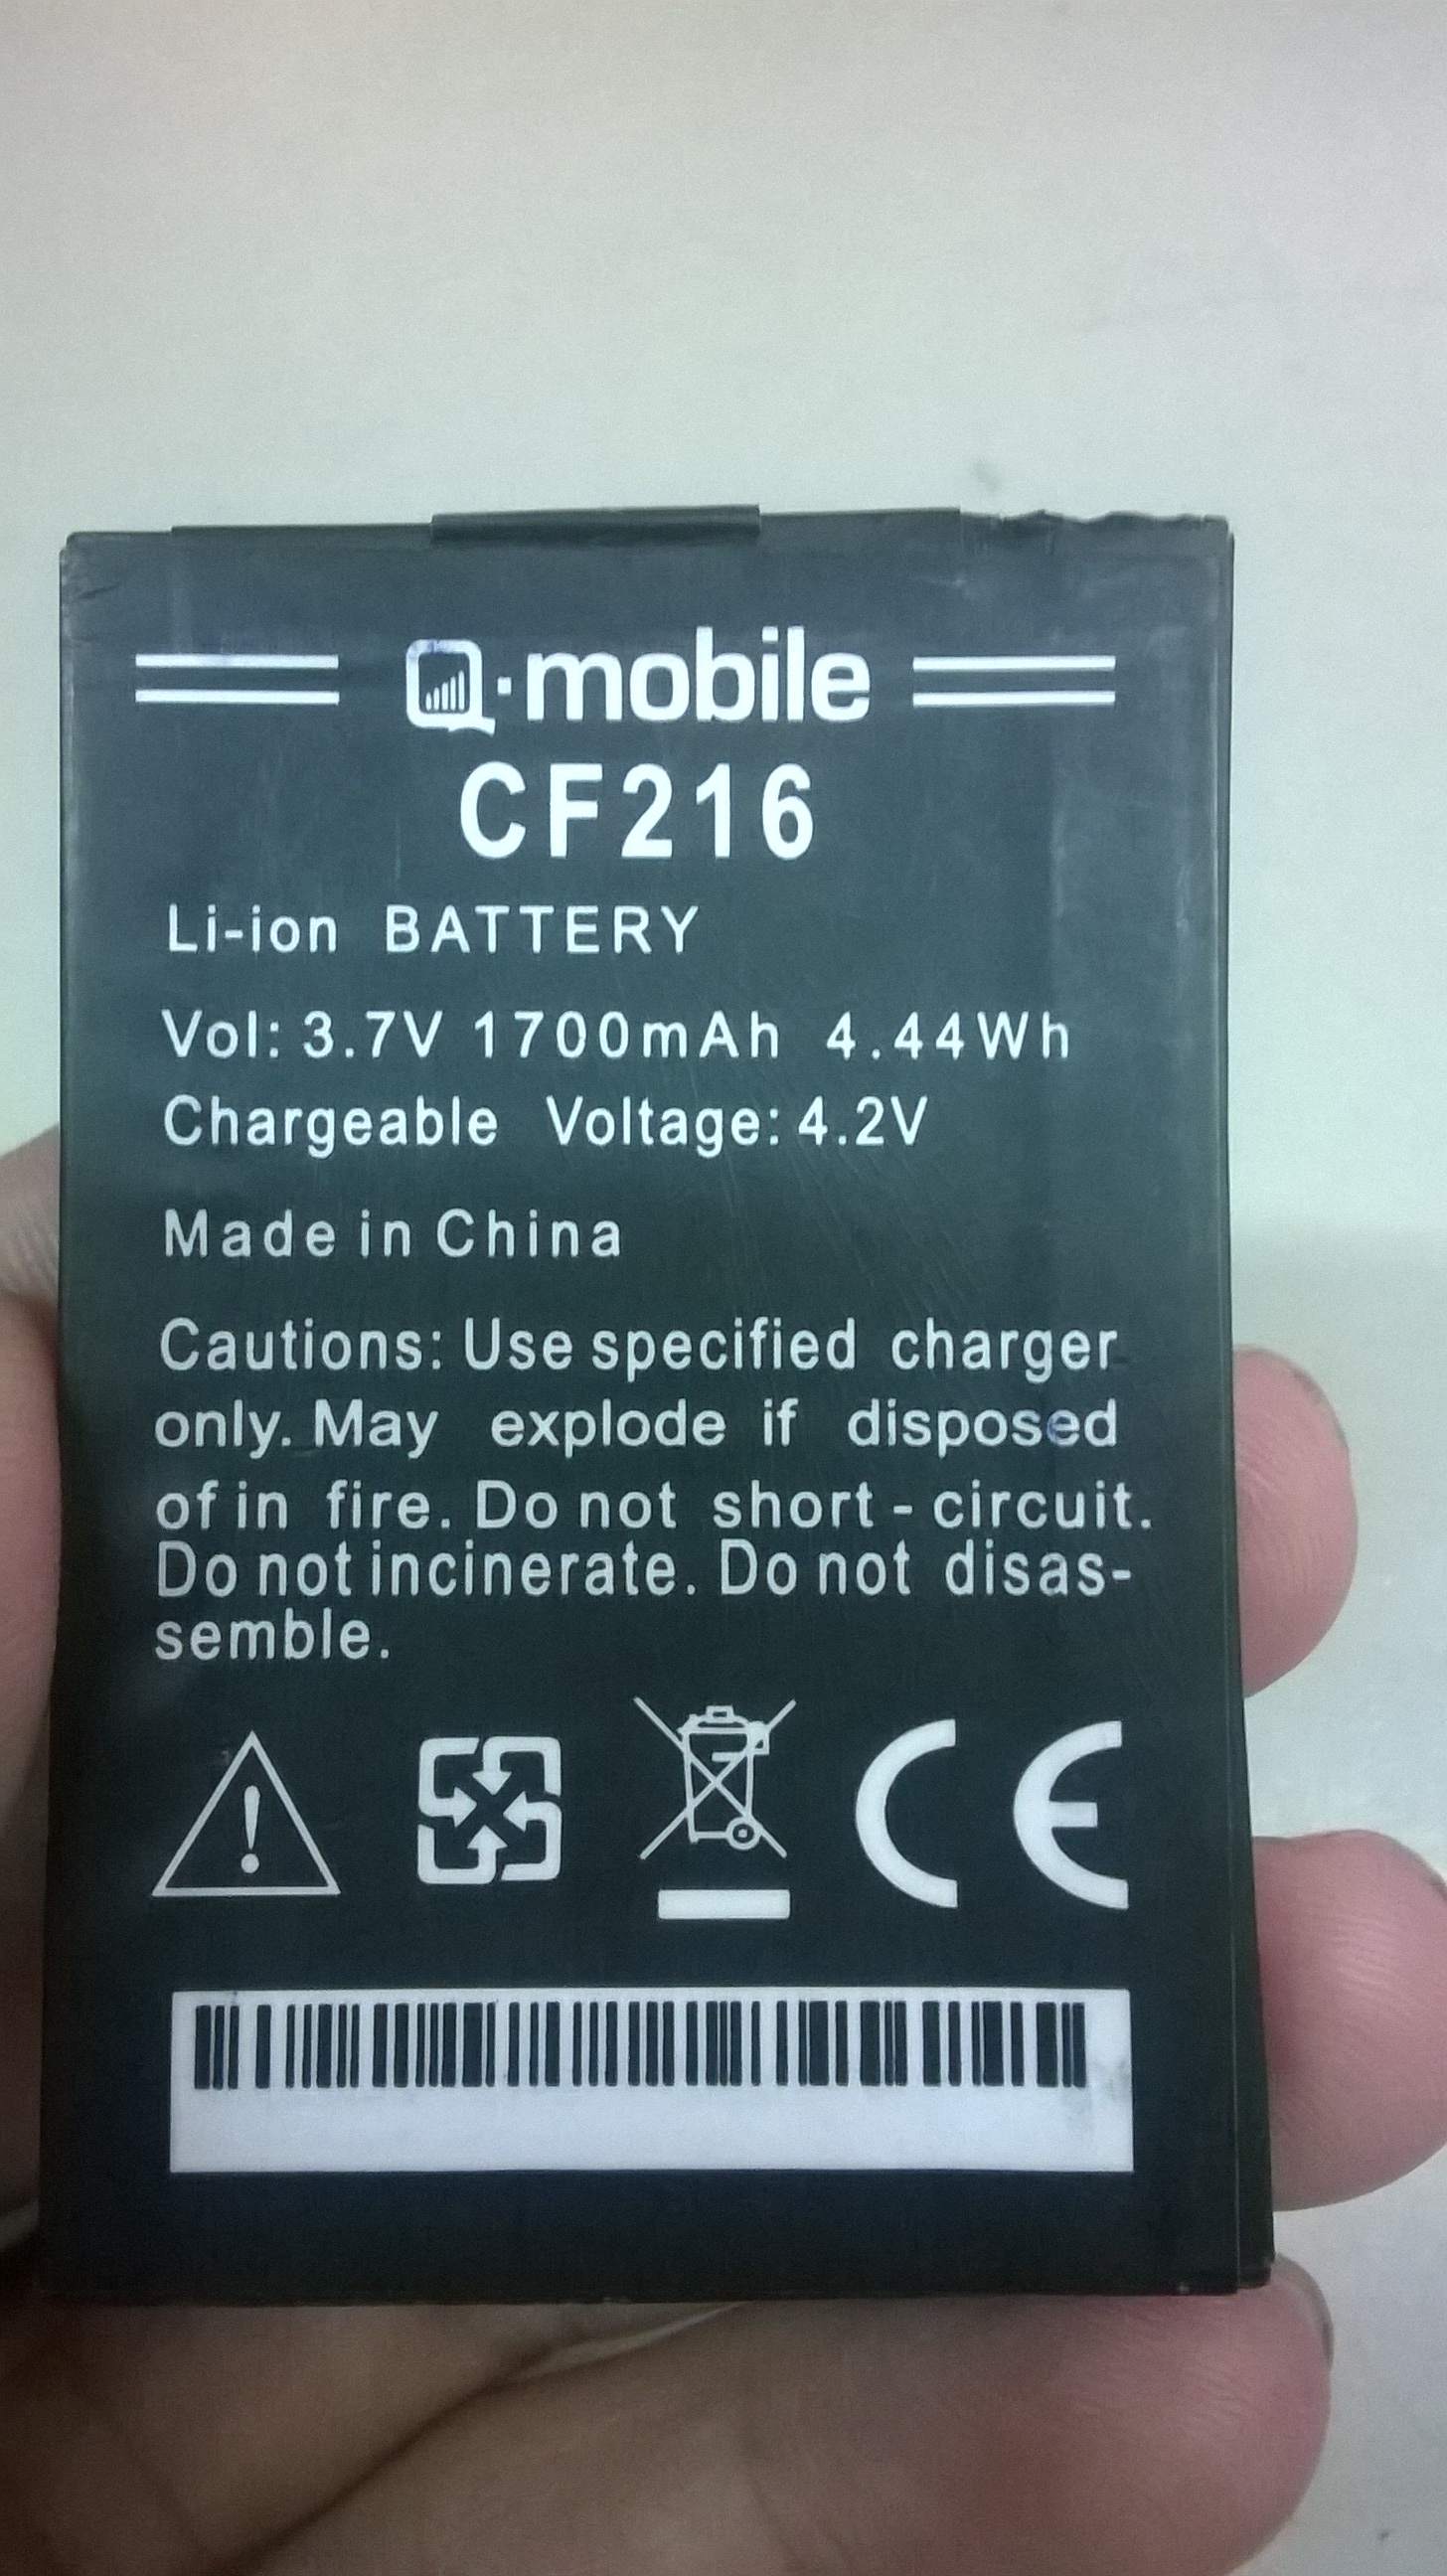 Q·mobile
CF216
Li-ion BATTERY
Vol: 3.7V 1700mAh 4.44Wh
Chargeable Voltage: 4.2V
Made in China
Cautions: Use specified charger
only. May explode if disposed
of in fire. Do not short - circuit.
Do not incinerate. Do not disas-
semble.
CE